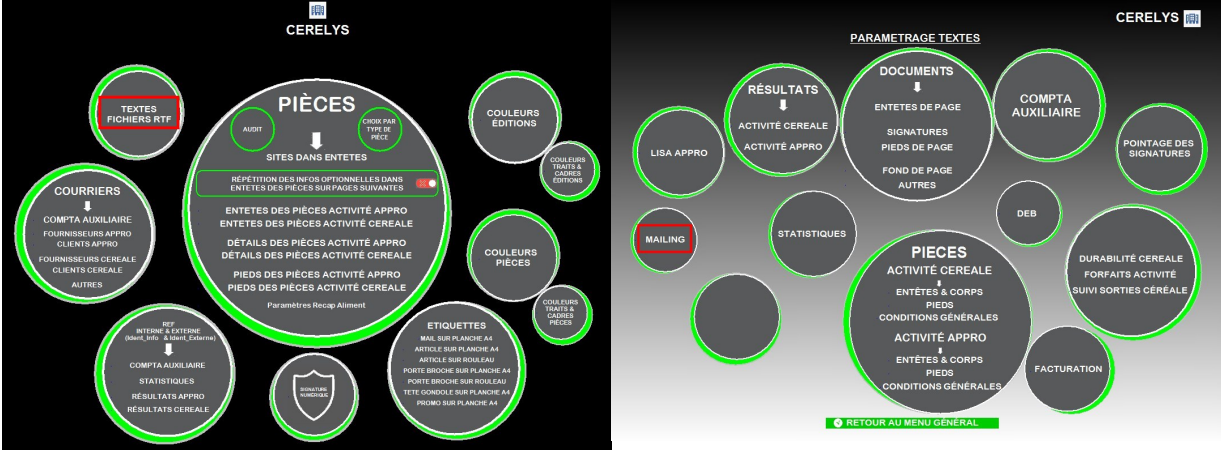 CERELYS
TEXTES
FICHIERS RTF
PIÈCES
AUDIT
CHOIX PAR
TYPE DE
PIÈCE
SITES DANS ENTETES
RÉPÉTITION DES INFOS OPTIONNELLES DANS
ENTETES DES PIÈCES SUR PAGES SUIVANTES
ENTETES DES PIÈCES ACTIVITÉ APPRO
ENTETES DES PIÈCES ACTIVITÉ CEREALE
DÉTAILS DES PIÈCES ACTIVITÉ APPRO
DÉTAILS DES PIÈCES ACTIVITÉ CEREALE
PIEDS DES PIÈCES ACTIVITÉ APPRO
PIEDS DES PIÈCES ACTIVITÉ CEREALE
Paramètres Recap Aliment
COULEURS
ÉDITIONS
COULEURS
TRAITS &
CADRES
ÉDITIONS
COURRIERS
COMPTA AUXILIAIRE
FOURNISSEURS APPRO
CLIENTS APPRO
FOURNISSEURS CEREALE
CLIENTS CEREALE
AUTRES
COULEURS
PIÈCES
COULEURS
TRAITS &
CADRES
PIÈCES
REF
INTERNE & EXTERNE
(Ident_Info & Ident_Externe)
COMPTA AUXILIAIRE
STATISTIQUES
RÉSULTATS APPRO
RÉSULTATS CEREALE
SIGNATURE
NUMÉRIQUE
ETIQUETTES
MAIL SUR PLANCHE A4
ARTICLE SUR PLANCHE A4
ARTICLE SUR ROULEAU
PORTE BROCHE SUR PLANCHE A4
PORTE BROCHE SUR ROULEAU
TETE GONDOLE SUR PLANCHE A4
PROMO SUR PLANCHE A4
CERELYS
PARAMETRAGE TEXTES
LISA APPRO
RÉSULTATS
ACTIVITÉ CEREALE
ACTIVITÉ APPRO
DOCUMENTS
ENTETES DE PAGE
SIGNATURES
PIEDS DE PAGE
FOND DE PAGE
AUTRES
COMPTA
AUXILIAIRE
POINTAGE DES
SIGNATURES
MAILING
STATISTIQUES
DEB
PIECES
ACTIVITÉ CEREALE
ENTÊTES & CORPS
PIEDS
CONDITIONS GÉNÉRALES
ACTIVITÉ APPRO
ENTÊTES & CORPS
PIEDS
CONDITIONS GÉNÉRALES
DURABILITÉ CEREALE
FORFAITS ACTIVITÉ
SUIVI SORTIES CÉRÉALE
FACTURATION
RETOUR AU MENU GÉNÉRAL